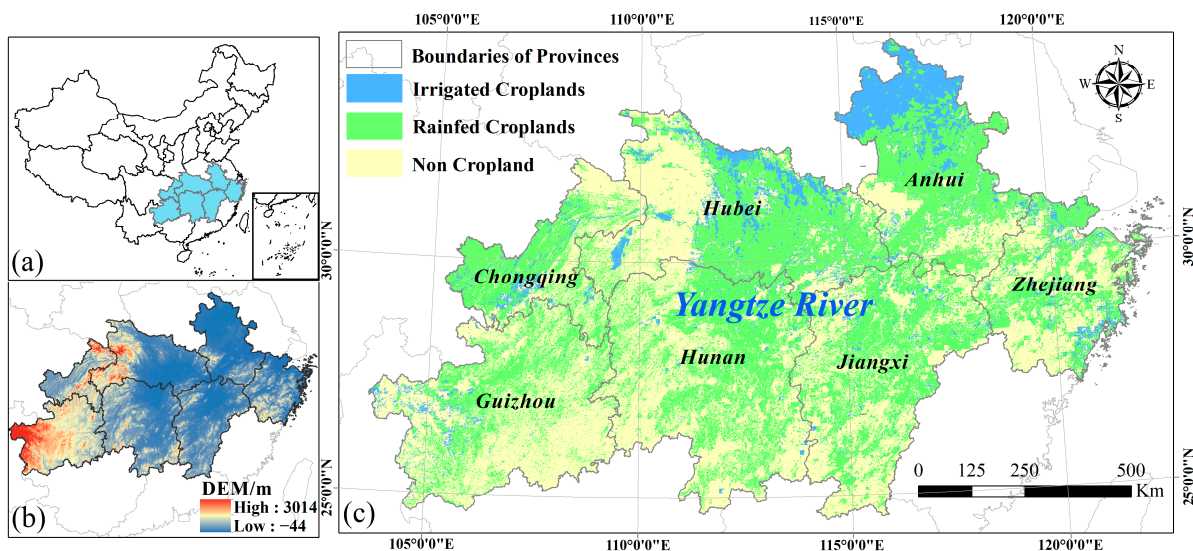 (a)
DEM/m
High : 3014
Low : −44
(b)
105°0'0"E
110°0'0"E
115°0'0"E
120°0'0"E
Boundaries of Provinces
Irrigated Croplands
Rainfed Croplands
Non Cropland
N
W
E
S
Anhui
Hubei
Chongqing
Zhejiang
Yangtze River
Hunan
Jiangxi
Guizhou
30°0'0"N
30°0'0"N
25°0'0"N
25°0'0"N
0
125
250
500
Km
(c)
105°0'0"E
110°0'0"E
115°0'0"E
120°0'0"E